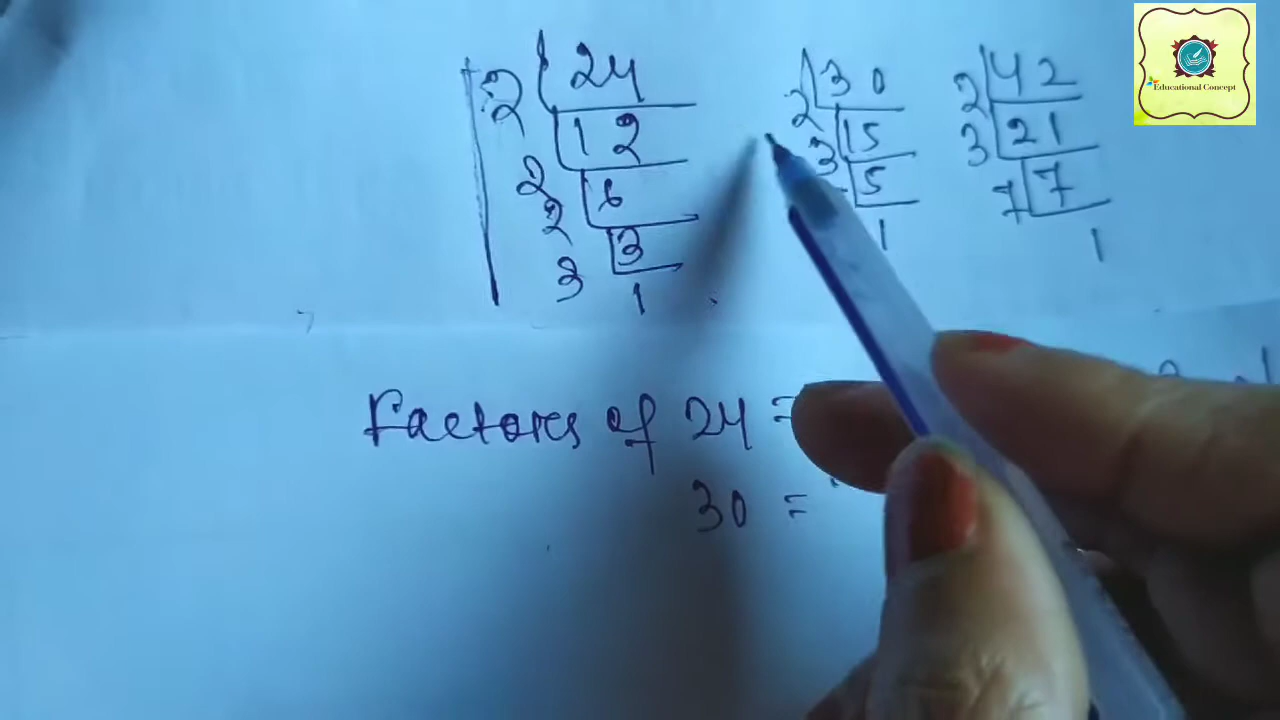 2 24 2 30 2 42
2 12 3 15 3 21
2 6 5 7 7
3 3 1 1
1
Factores of 24 =
30 =
Educational Concept